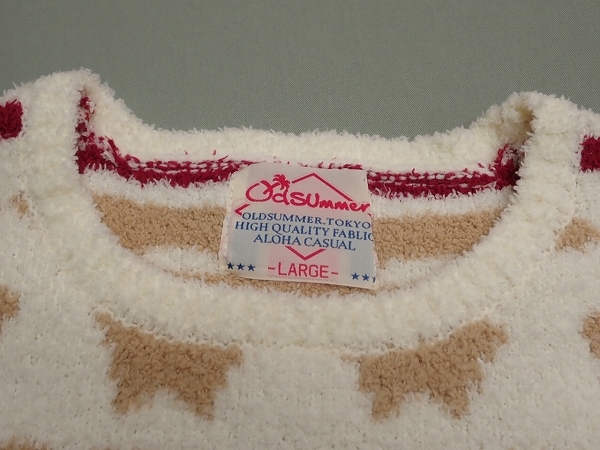 Oldsummer
OLDSUMMER.TOKYO
HIGH QUALITY FABLIC
ALOHA CASUAL
-LARGE-